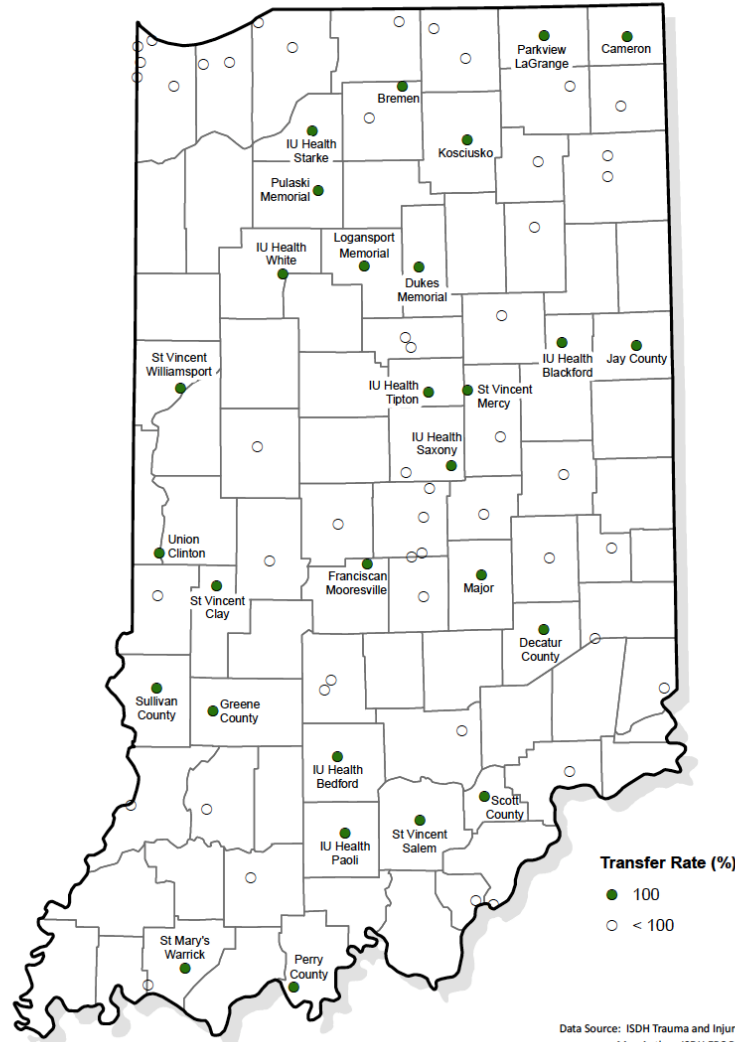 Parkview
LaGrange
Cameron
Bremen
IU Health
Starke
Kosciusko
Pulaski
Memorial
IU Health
White
Logansport
Memorial
Dukes
Memorial
St Vincent
Williamsport
IU Health
Blackford
Jay County
IU Health
Tipton
St Vincent
Mercy
IU Health
Saxony
Union
Clinton
St Vincent
Clay
Franciscan
Mooresville
Major
Decatur
County
Sullivan
County
Greene
County
IU Health
Bedford
Scott
County
IU Health
Paoli
St Vincent
Salem
St Mary's
Warrick
Perry
County
Transfer Rate (%)
100
< 100
Data Source: ISDH Trauma and Injur